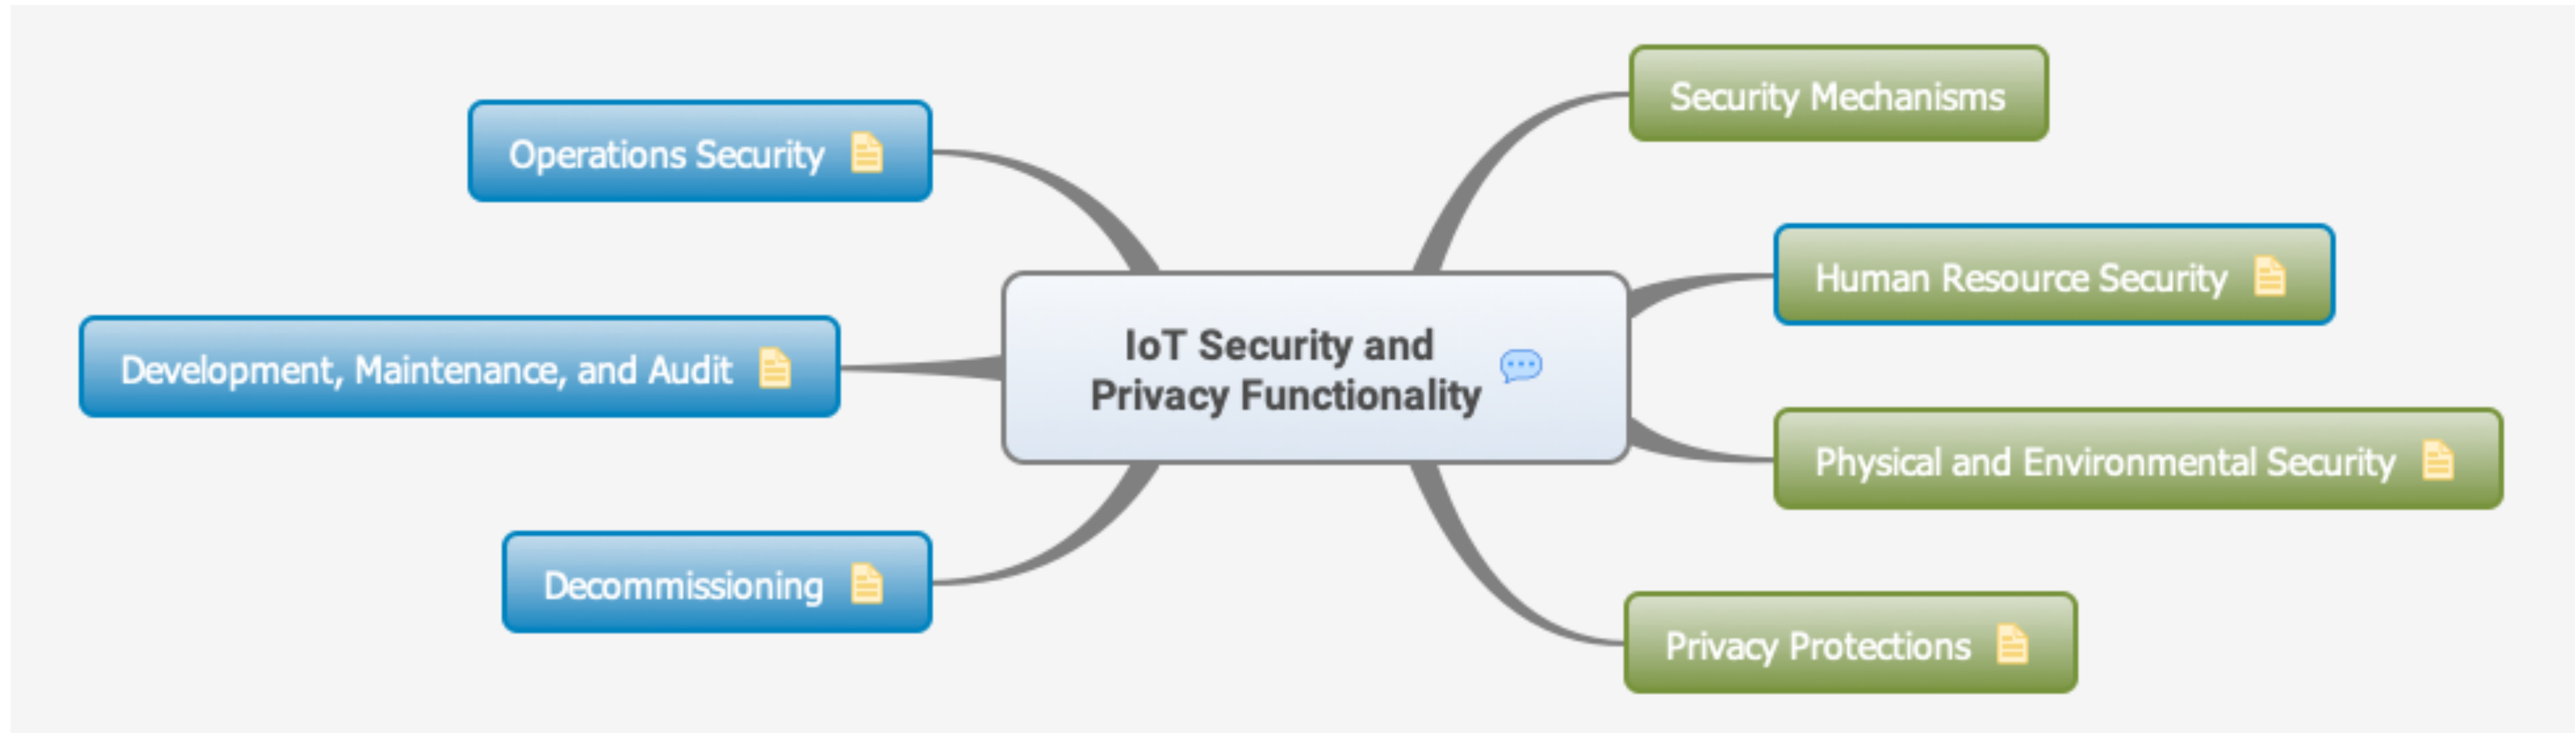 Operations Security
Development, Maintenance, and Audit
Decommissioning
IoT Security and
Privacy Functionality
Security Mechanisms
Human Resource Security
Physical and Environmental Security
Privacy Protections